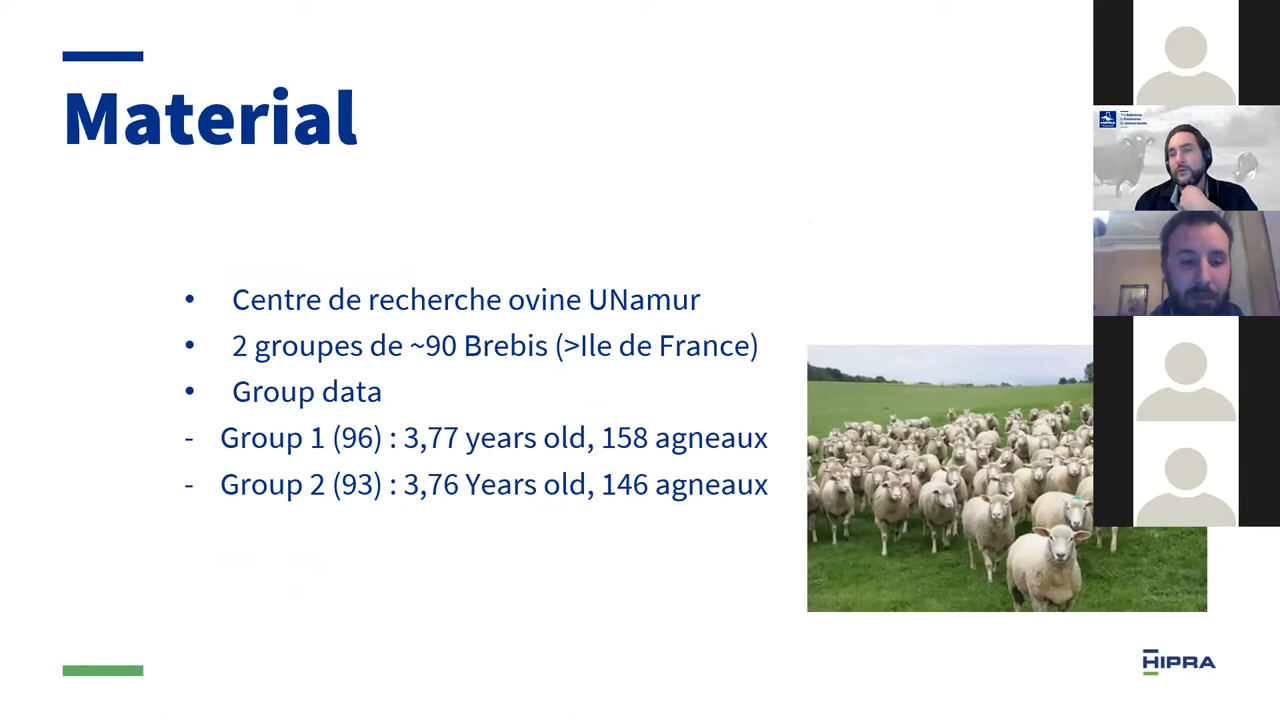 Material
• Centre de recherche ovine UNamur
• 2 groupes de ~90 Brebis (>Ile de France)
• Group data
- Group 1 (96) : 3,77 years old, 158 agneaux
- Group 2 (93) : 3,76 Years old, 146 agneaux
HIPRA
HIPRA